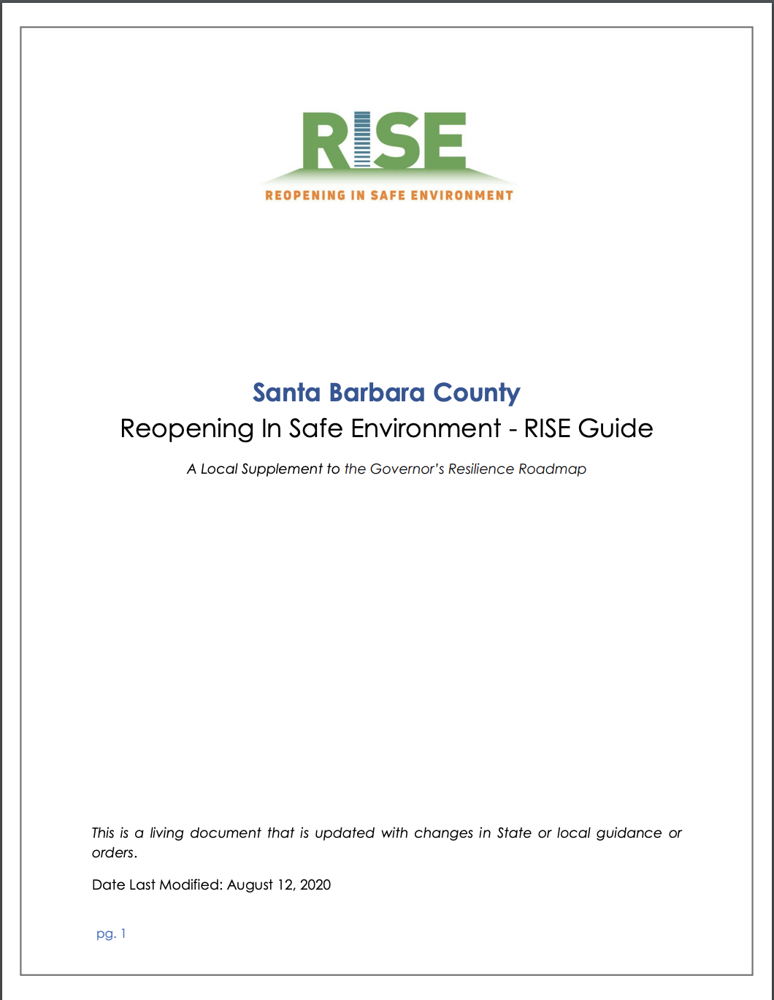 RISE
REOPENING IN SAFE ENVIRONMENT
Santa Barbara County
Reopening In Safe Environment - RISE Guide
A Local Supplement to the Governor’s Resilience Roadmap
This is a living document that is updated with changes in State or local guidance or
orders.
Date Last Modified: August 12, 2020
pg. 1